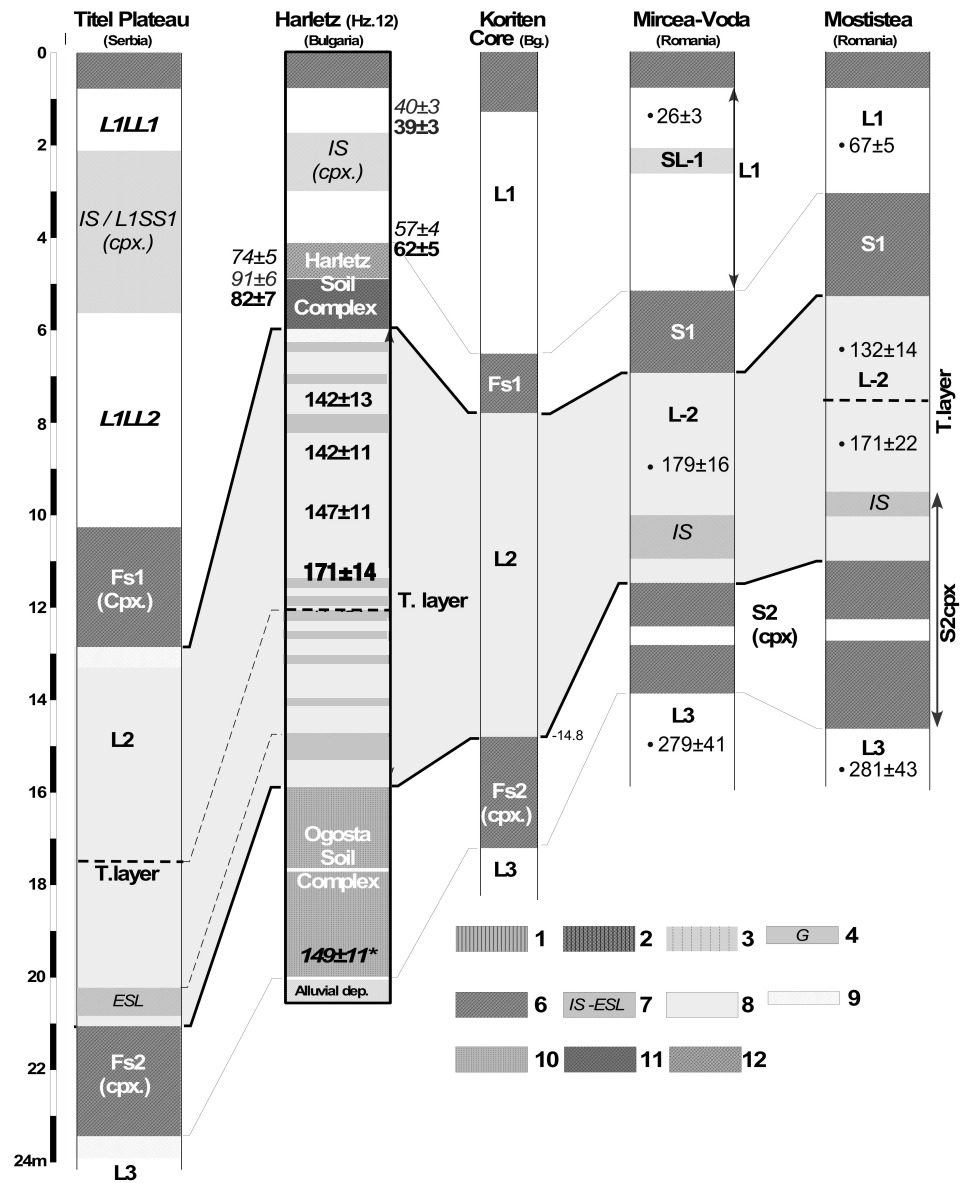 Titel Plateau
(Serbia)
Harletz (Hz.12)
(Bulgaria)
Koriten
Core (Bg.)
Mircea-Voda
(Romania)
Mostistea
(Romania)
0
2
4
6
8
10
12
14
16
18
20
22
24m
L1LL1
IS / L1SS1
(cpx.)
L1LL2
Fs1
(Cpx.)
L2
T.layer
ESL
Fs2
(cpx.)
L3
IS
(cpx.)
40±3
39±3
57±4
62±5
74±5
91±6
82±7
Harletz
Soil
Complex
142±13
142±11
147±11
171±14
T. layer
Ogosta
Soil
Complex
149±11*
Alluvial dep.
L1
Fs1
L2
-14.8
Fs2
(cpx.)
L3
• 26±3
SL-1
L1
S1
L-2
• 179±16
IS
S2
(cpx)
L3
• 279±41
L1
• 67±5
S1
• 132±14
L-2
T.layer
• 171±22
IS
S2cpx
L3
• 281±43
1
2
3
G 4
6
IS -ESL 7
8
9
10
11
12